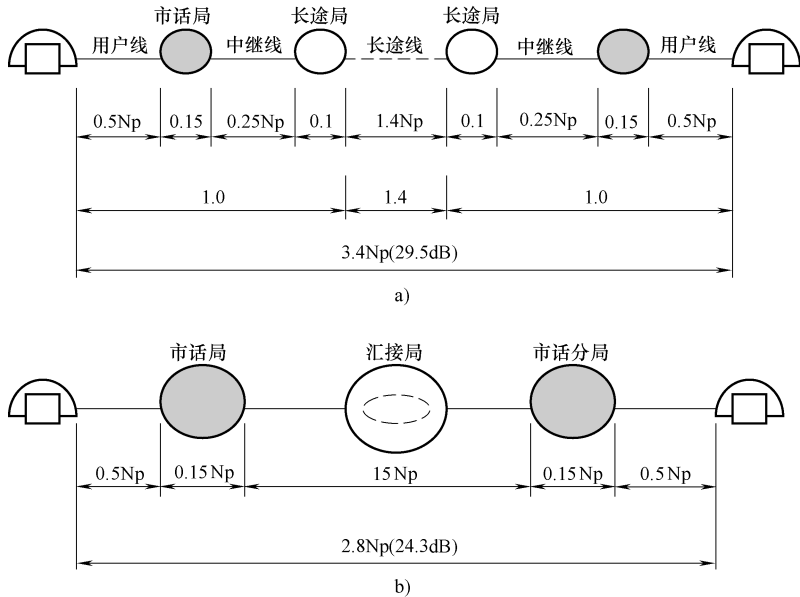 市话局 长途局 长途局
用户线 中继线 长途线 中继线 用户线
0.5Np 0.15 0.25Np 0.1 1.4Np 0.1 0.25Np 0.15 0.5Np
1.0 1.4 1.0
3.4Np(29.5dB)
a)
市话局 汇接局 市话分局
0.5Np 0.15Np 15Np 0.15Np 0.5Np
2.8Np(24.3dB)
b)